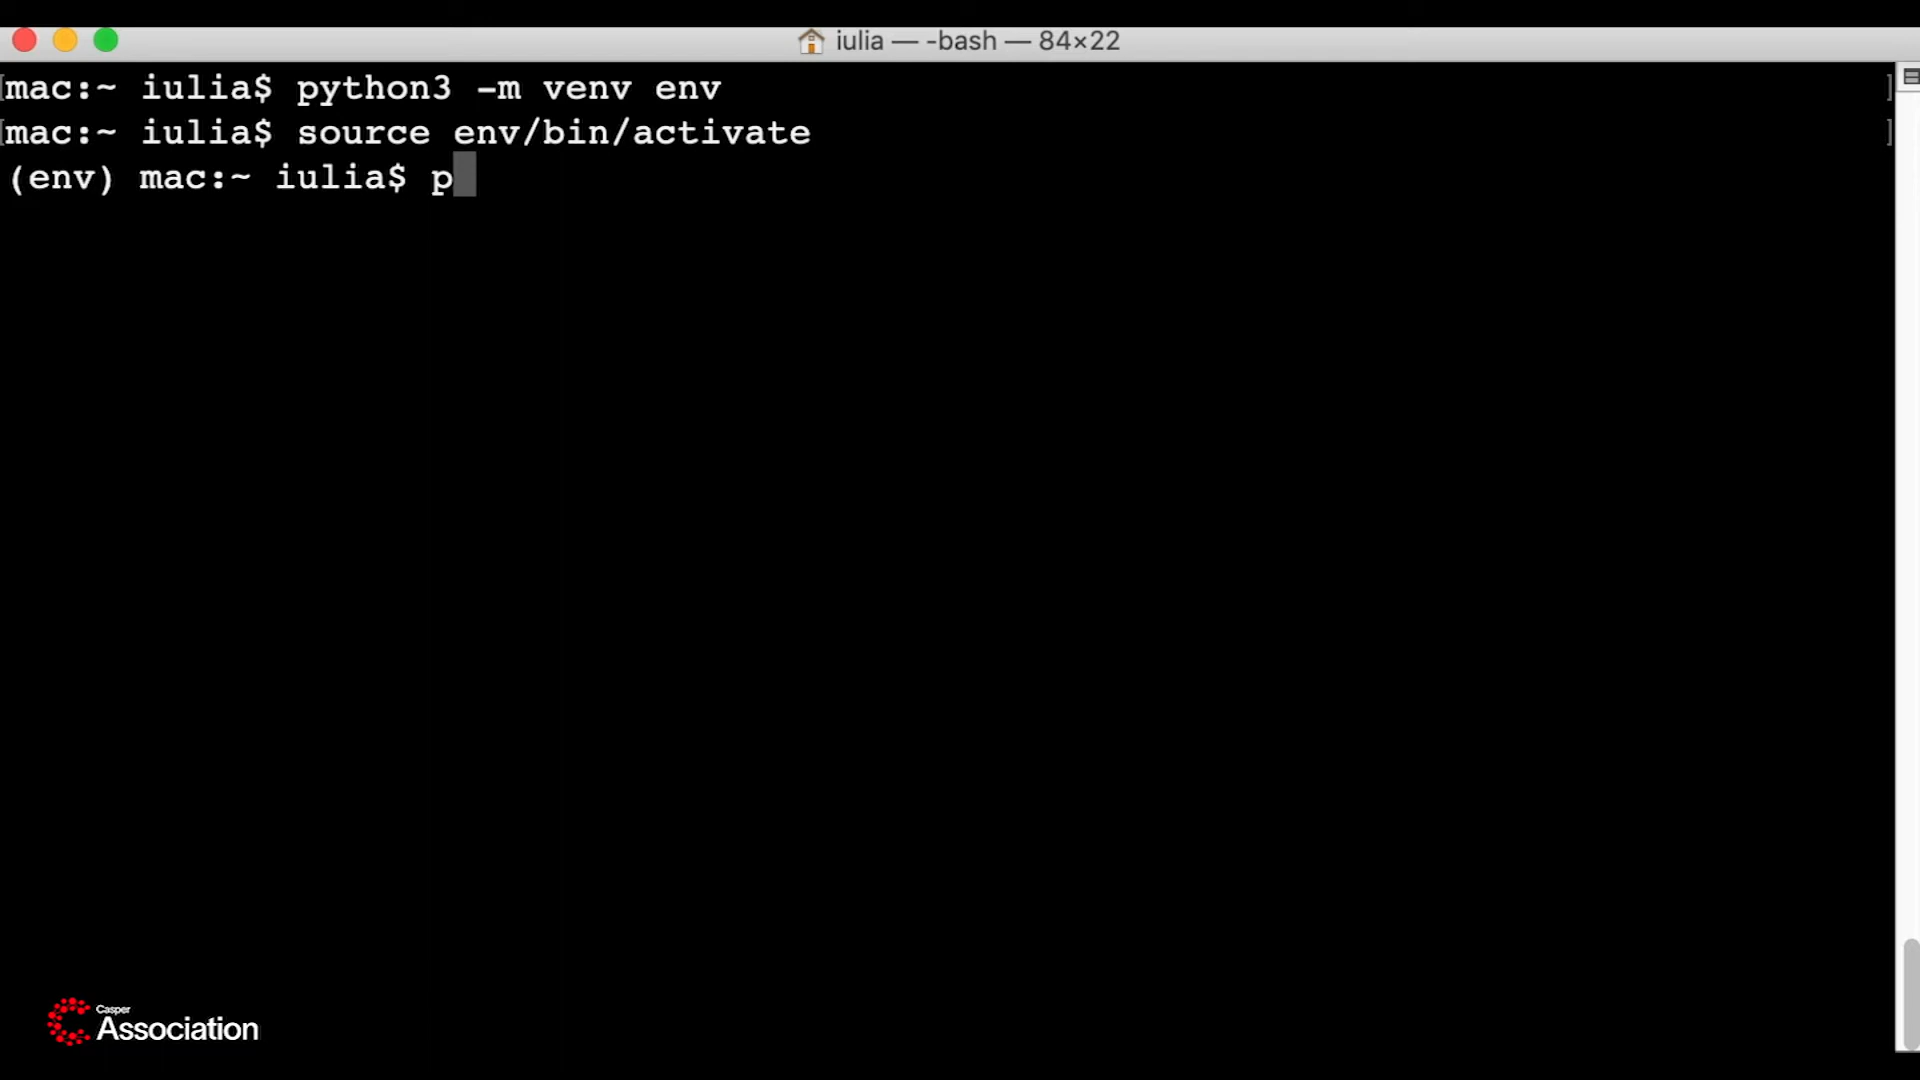 iulia — -bash — 84×22
mac:~ iulia$ python3 -m venv env
mac:~ iulia$ source env/bin/activate
(env) mac:~ iulia$ p
Casper
Association